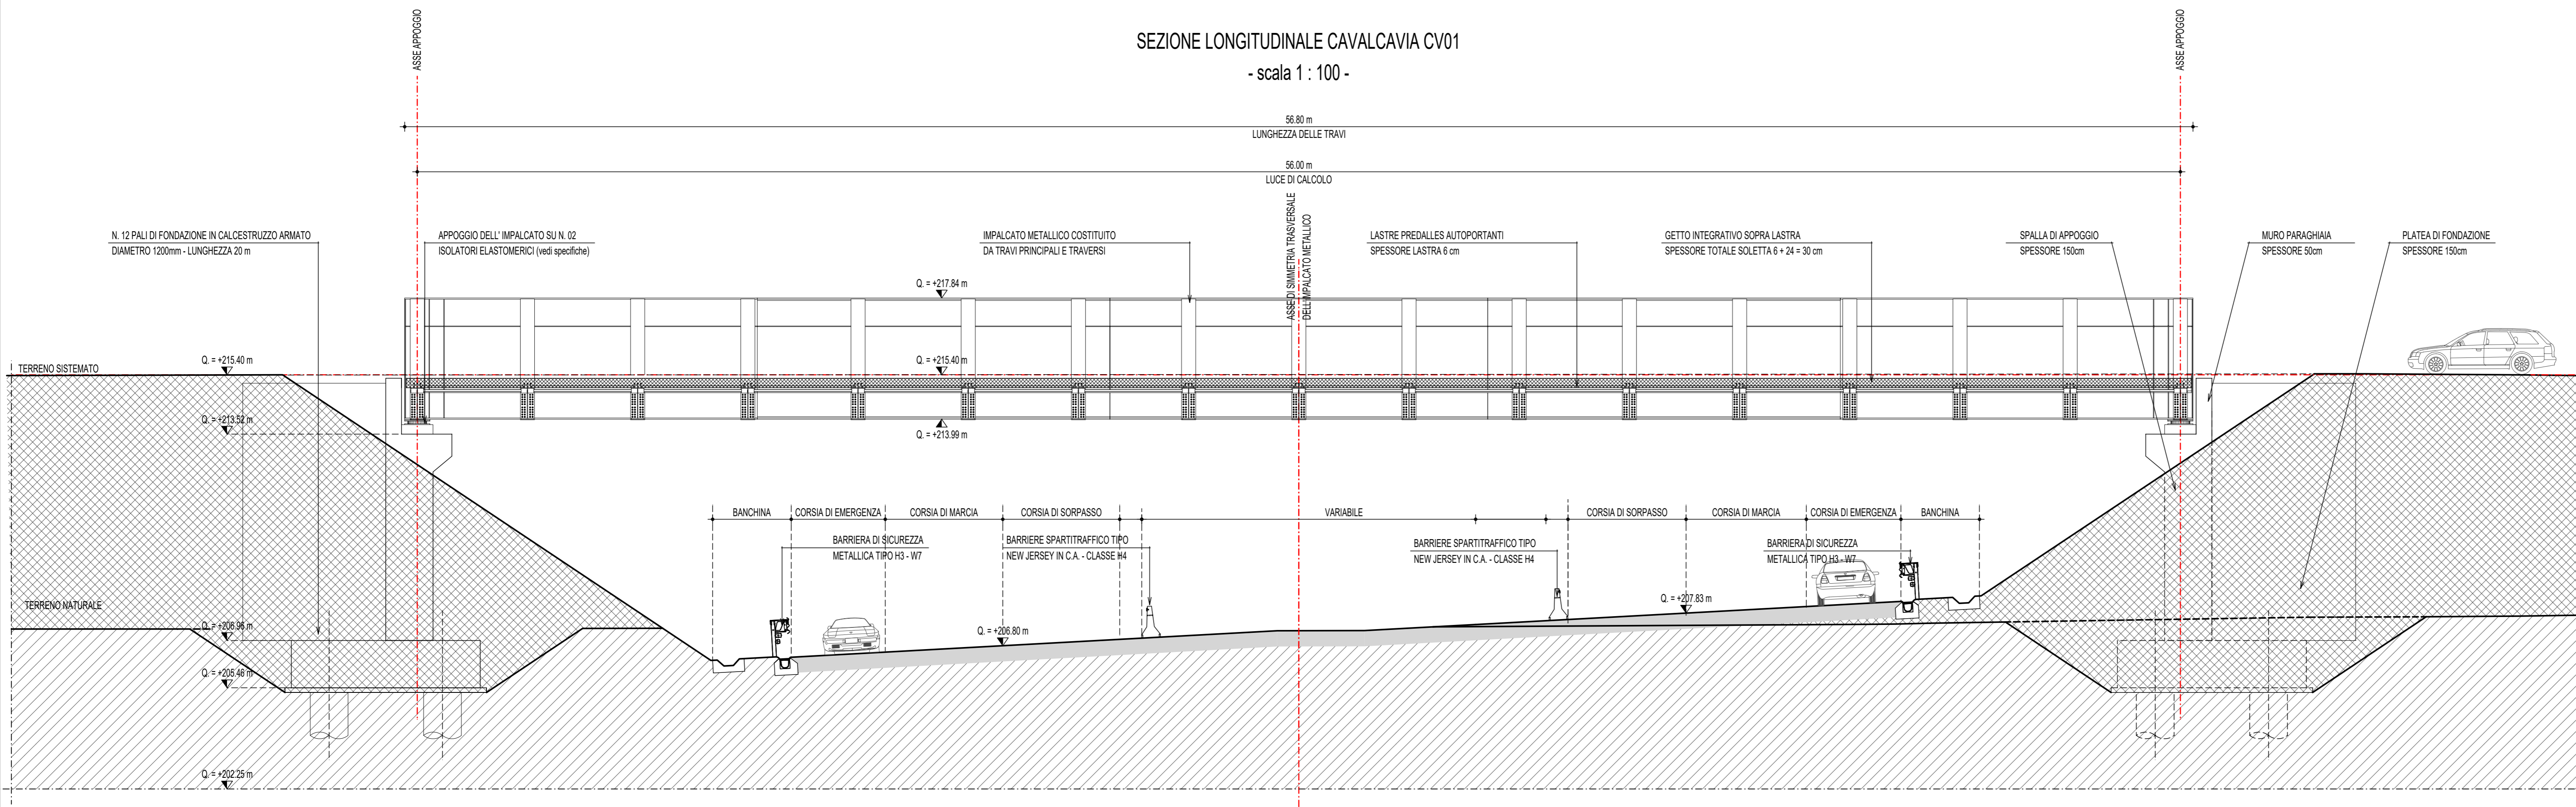 SEZIONE LONGITUDINALE CAVALCAVIA CV01
- scala 1 : 100 -
ASSE APPOGGIO
ASSE APPOGGIO
56.80 m
LUNGHEZZA DELLE TRAVI
56.00 m
LUCE DI CALCOLO
ASSE DI SIMMETRIA TRASVERSALE
DELL'IMPALCATO METALLICO
N. 12 PALI DI FONDAZIONE IN CALCESTRUZZO ARMATO
DIAMETRO 1200mm - LUNGHEZZA 20 m
APPOGGIO DELL' IMPALCATO SU N. 02
ISOLATORI ELASTOMERICI (vedi specifiche)
IMPALCATO METALLICO COSTITUITO
DA TRAVI PRINCIPALI E TRAVERSI
LASTRE PREDALLES AUTOPORTANTI
SPESSORE LASTRA 6 cm
GETTO INTEGRATIVO SOPRA LASTRA
SPESSORE TOTALE SOLETTA 6 + 24 = 30 cm
SPALLA DI APPOGGIO
SPESSORE 150cm
MURO PARAGHIAIA
SPESSORE 50cm
PLATEA DI FONDAZIONE
SPESSORE 150cm
Q. = +217.84 m
Q. = +215.40 m
Q. = +215.40 m
TERRENO SISTEMATO
Q. = +213.52 m
Q. = +213.99 m
BANCHINA
CORSIA DI EMERGENZA
CORSIA DI MARCIA
CORSIA DI SORPASSO
VARIABILE
CORSIA DI SORPASSO
CORSIA DI MARCIA
CORSIA DI EMERGENZA
BANCHINA
BARRIERA DI SICUREZZA
METALLICA TIPO H3 - W7
BARRIERE SPARTITRAFFICO TIPO
NEW JERSEY IN C.A. - CLASSE H4
BARRIERE SPARTITRAFFICO TIPO
NEW JERSEY IN C.A. - CLASSE H4
BARRIERA DI SICUREZZA
METALLICA TIPO H3 - W7
Q. = +207.83 m
TERRENO NATURALE
Q. = +206.80 m
Q. = +206.96 m
Q. = +205.46 m
Q. = +202.25 m